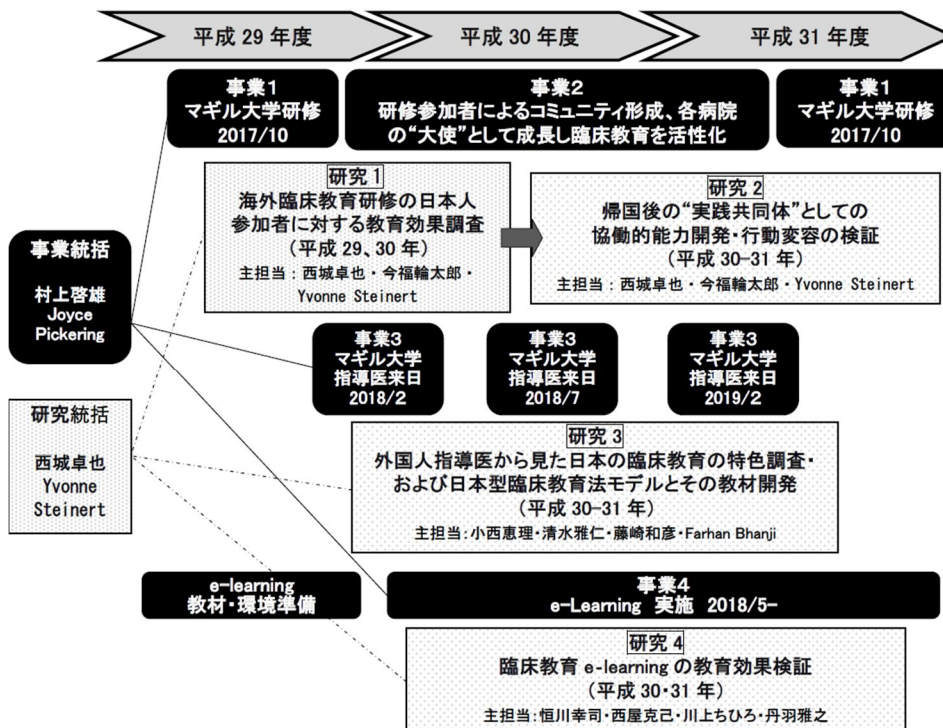 平成 29 年度
平成 30 年度
平成 31 年度
事業1
マギル大学研修
2017/10
事業2
研修参加者によるコミュニティ形成、各病院
の“大使”として成長し臨床教育を活性化
事業1
マギル大学研修
2017/10
研究 1
海外臨床教育研修の日本人
参加者に対する教育効果調査
(平成 29、30 年)
主担当：西城卓也・今福輪太郎・
Yvonne Steinert
研究 2
帰国後の“実践共同体”としての
協働的能力開発・行動変容の検証
(平成 30-31 年)
主担当：西城卓也・今福輪太郎・Yvonne Steinert
事業統括
村上啓雄
Joyce
Pickering
事業3
マギル大学
指導医来日
2018/2
事業3
マギル大学
指導医来日
2018/7
事業3
マギル大学
指導医来日
2019/2
研究統括
西城卓也
Yvonne
Steinert
研究 3
外国人指導医から見た日本の臨床教育の特色調査・
および日本型臨床教育法モデルとその教材開発
(平成 30-31 年)
主担当：小西恵理・清水雅仁・藤崎和彦・Farhan Bhanji
e-learning
教材・環境準備
事業4
e-Learning 実施 2018/5-
研究 4
臨床教育 e-learning の教育効果検証
(平成 30・31 年)
主担当：恒川幸司・西屋克己・川上ちひろ・丹羽雅之